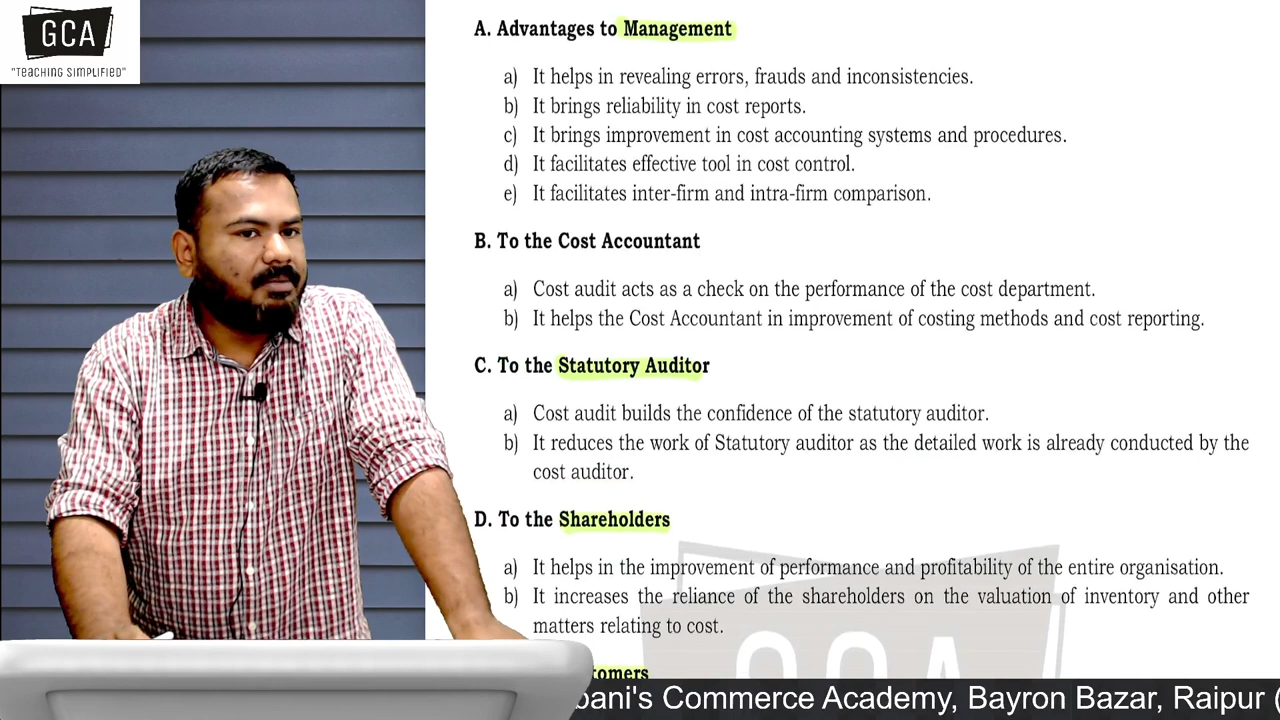 GCA
"TEACHING SIMPLIFIED"
A. Advantages to Management
a) It helps in revealing errors, frauds and inconsistencies.
b) It brings reliability in cost reports.
c) It brings improvement in cost accounting systems and procedures.
d) It facilitates effective tool in cost control.
e) It facilitates inter-firm and intra-firm comparison.
B. To the Cost Accountant
a) Cost audit acts as a check on the performance of the cost department.
b) It helps the Cost Accountant in improvement of costing methods and cost reporting.
C. To the Statutory Auditor
a) Cost audit builds the confidence of the statutory auditor.
b) It reduces the work of Statutory auditor as the detailed work is already conducted by the
cost auditor.
D. To the Shareholders
a) It helps in the improvement of performance and profitability of the entire organisation.
b) It increases the reliance of the shareholders on the valuation of inventory and other
matters relating to cost.
GCA
tomers
bani's Commerce Academy, Bayron Bazar, Raipur (